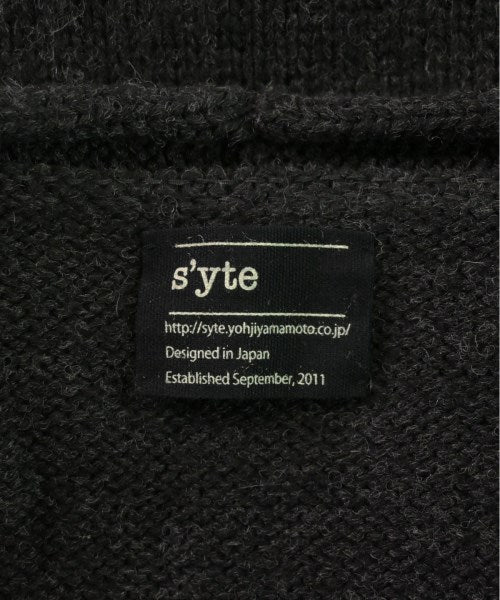 s'yte
http://syte.yohjiyamamoto.co.jp/
Designed in Japan
Established September, 2011